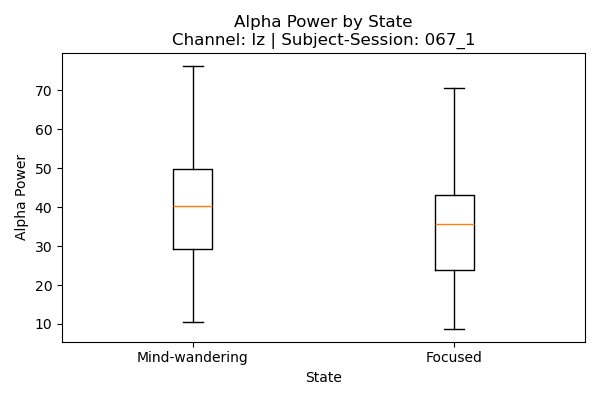 Alpha Power by State
Channel: Iz | Subject-Session: 067_1
Alpha Power
70
60
50
40
30
20
10
Mind-wandering
Focused
State